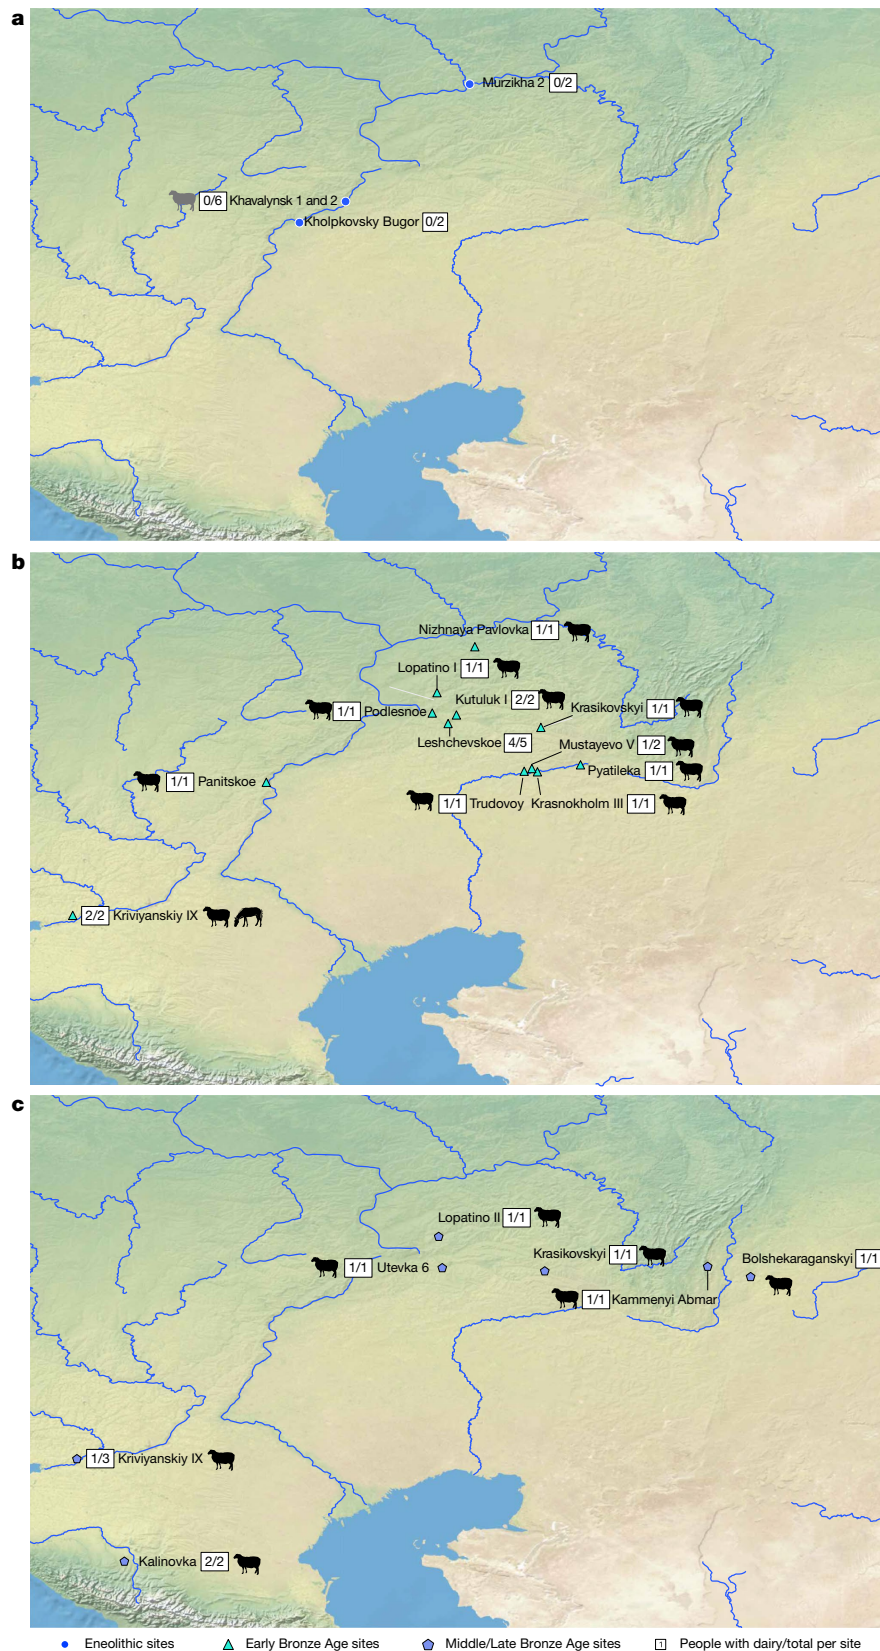 a
Murzikha 2 0/2
0/6 Khavalynsk 1 and 2
Kholpkovsky Bugor 0/2
b
Nizhnaya Pavlovka 1/1
Lopatino I 1/1
Kutuluk I 2/2
1/1 Podlesnoe
Krasikovskyi 1/1
Leshchevskoe 4/5
Mustayevo V 1/2
Pyatileka 1/1
1/1 Panitskoe
1/1 Trudovoy Krasnokholm III 1/1
2/2 Kriviyanskiy IX
c
Lopatino II 1/1
Krasikovskyi 1/1
Bolshekaraganskyi 1/1
1/1 Utevka 6
1/1 Kammenyi Abmar
1/3 Kriviyanskiy IX
Kalinovka 2/2
Eneolithic sites Early Bronze Age sites Middle/Late Bronze Age sites 1 People with dairy/total per site